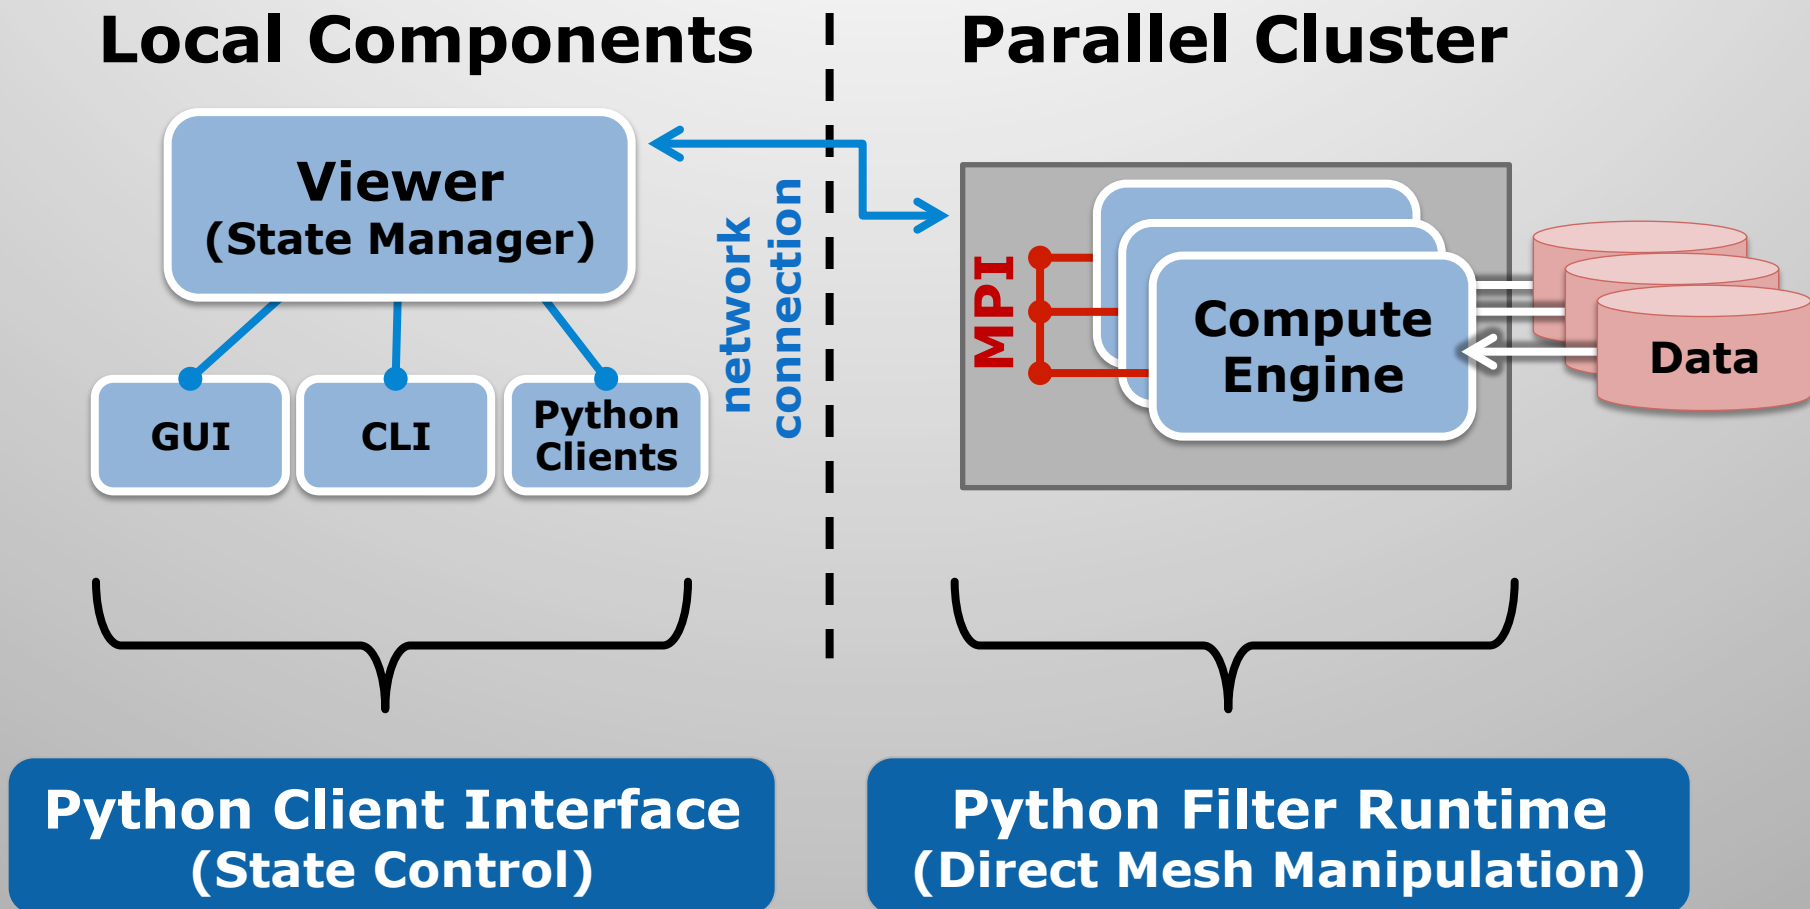 Local Components
Parallel Cluster
Viewer
(State Manager)
network
connection
GUI
CLI
Python
Clients
MPI
Compute
Engine
Data
Python Client Interface
(State Control)
Python Filter Runtime
(Direct Mesh Manipulation)